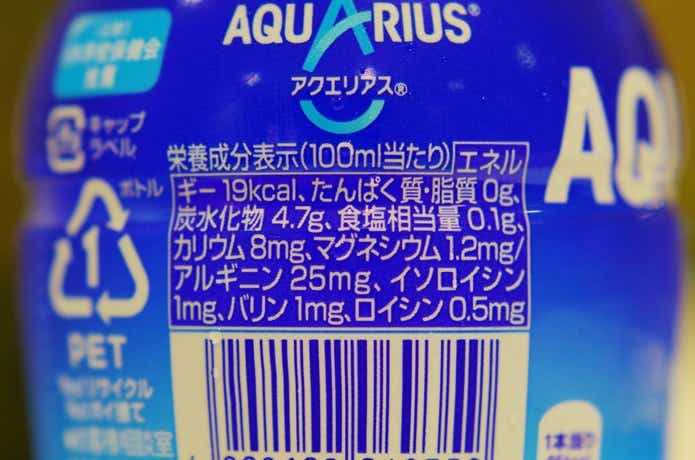 AQUARIUS®
アクエリアス®
キャップ
ラベル
ボトル
1
PET
栄養成分表示(100ml当たり)エネル
ギー 19kcal、たんぱく質・脂質 0g、
炭水化物 4.7g、食塩相当量 0.1g、
カリウム 8mg、マグネシウム 1.2mg/
アルギニン 25mg、イソロイシン
1mg、バリン 1mg、ロイシン 0.5mg
AQ
1本当り